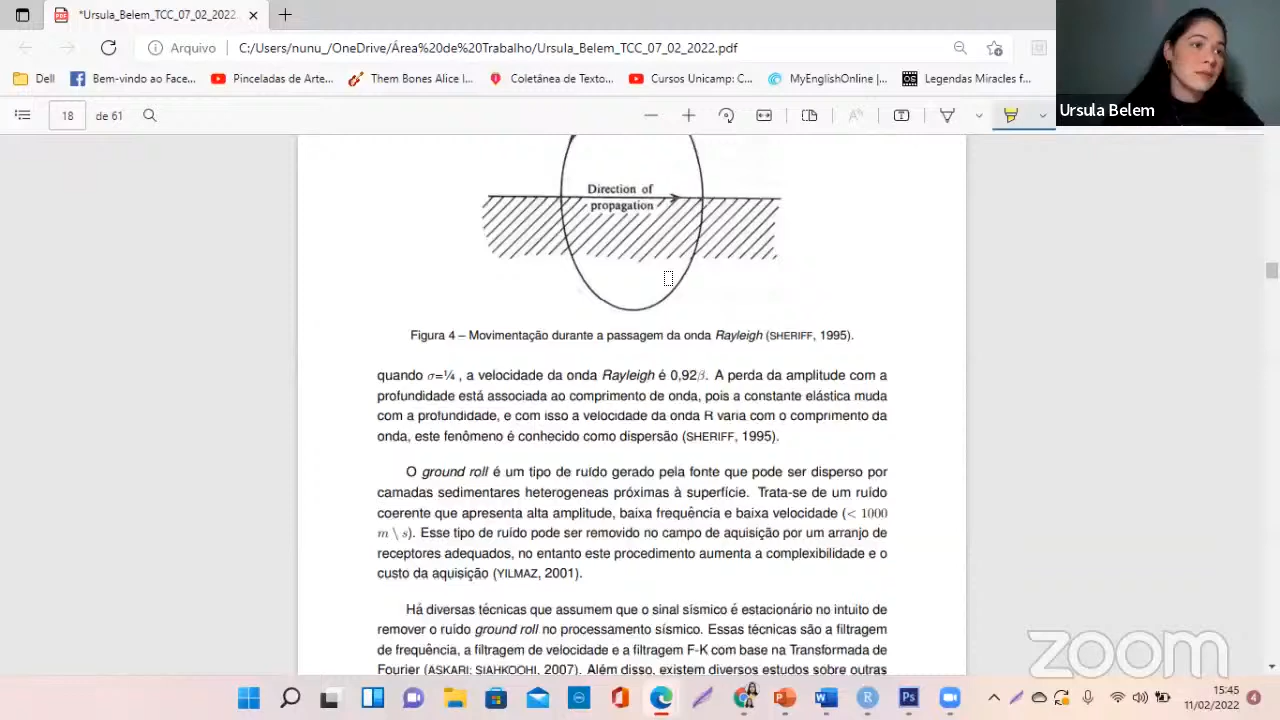 *Ursula_Belem_TCC_07_02_2022.
Arquivo
C:/Users/nunu_/OneDrive/Área%20de%20Trabalho/Ursula_Belem_TCC_07_02_2022.pdf
Dell
Bem-vindo ao Face...
Pinceladas de Arte...
Them Bones Alice I...
Coletânea de Texto...
Cursos Unicamp: C...
MyEnglishOnline |...
Legendas Miracles f...
18 de 61
Ursula Belem
Direction of
propagation
Figura 4 – Movimentação durante a passagem da onda Rayleigh (SHERIFF, 1995).
quando σ=¼ , a velocidade da onda Rayleigh é 0,92β. A perda da amplitude com a
profundidade está associada ao comprimento de onda, pois a constante elástica muda
com a profundidade, e com isso a velocidade da onda R varia com o comprimento da
onda, este fenômeno é conhecido como dispersão (SHERIFF, 1995).
O ground roll é um tipo de ruído gerado pela fonte que pode ser disperso por
camadas sedimentares heterogeneas próximas à superfície. Trata-se de um ruído
coerente que apresenta alta amplitude, baixa frequência e baixa velocidade (< 1000
m \ s). Esse tipo de ruído pode ser removido no campo de aquisição por um arranjo de
receptores adequados, no entanto este procedimento aumenta a complexibilidade e o
custo da aquisição (YILMAZ, 2001).
Há diversas técnicas que assumem que o sinal sísmico é estacionário no intuito de
remover o ruído ground roll no processamento sísmico. Essas técnicas são a filtragem
de frequência, a filtragem de velocidade e a filtragem F-K com base na Transformada de
Fourier (ASKARI; SIAHKOOHI, 2007). Além disso, existem diversos estudos sobre outras
zoom
15:45
11/02/2022
4